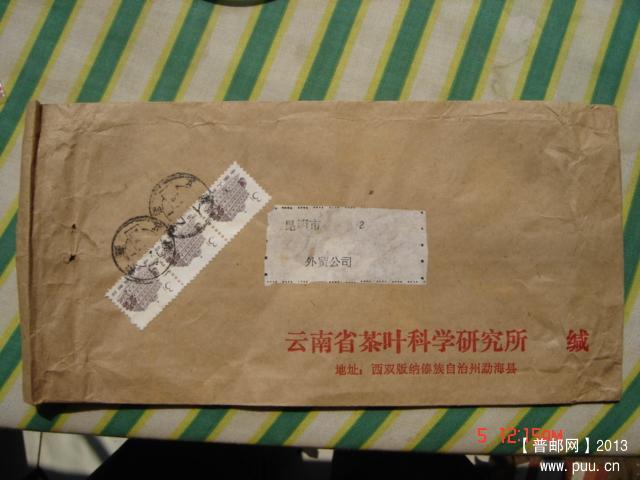 昆明市 2
外贸公司
云南省茶叶科学研究所 缄
地址：西双版纳傣族自治州勐海县
5 12:15AM
【普邮网】2013
www.puu.cn